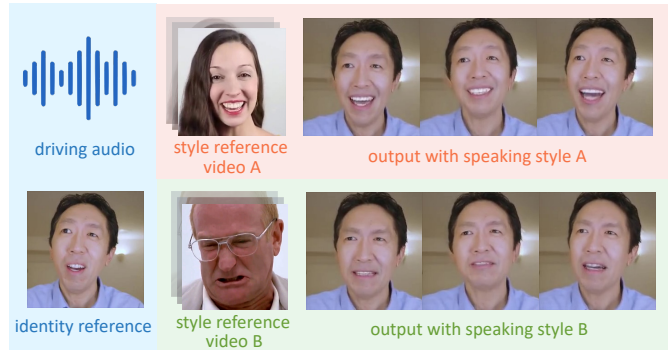 driving audio
style reference
video A
output with speaking style A
identity reference
style reference
video B
output with speaking style B